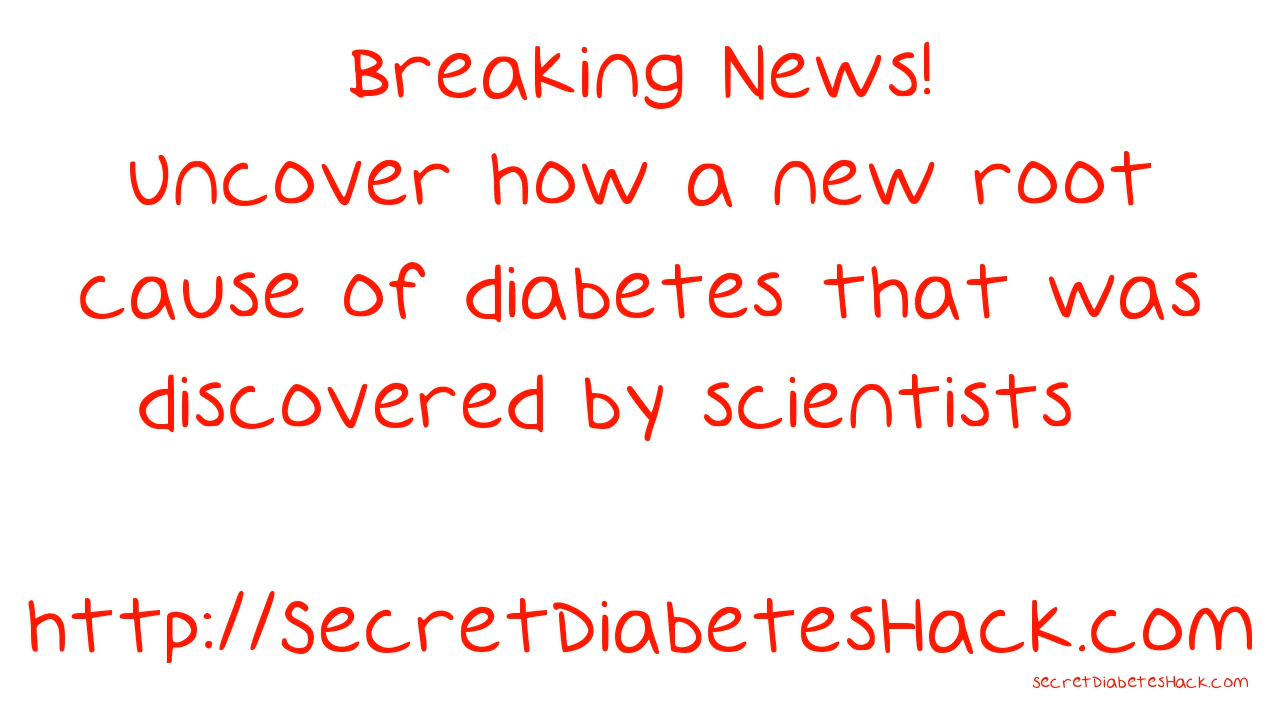 Breaking News!
Uncover how a new root
cause of diabetes that was
discovered by scientists
http://SecretDiabetesHack.com
SecretDiabetesHack.com